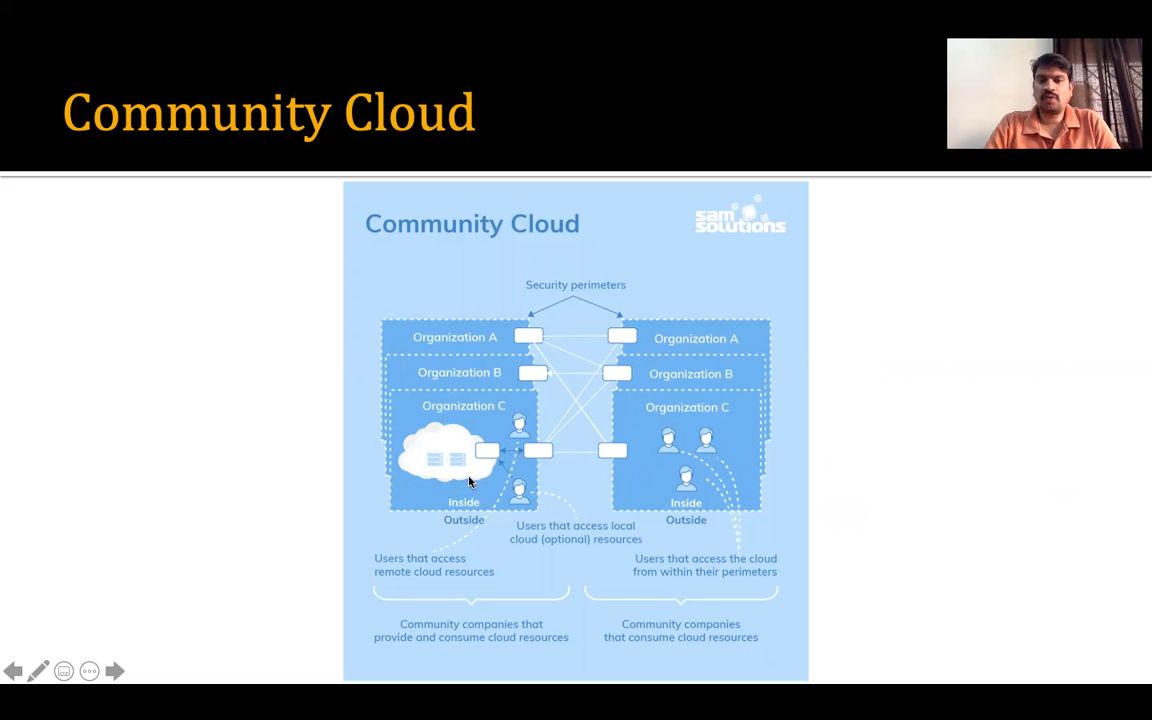 Community Cloud
Community Cloud
sam
solutions
Security perimeters
Organization A
Organization A
Organization B
Organization B
Organization C
Organization C
Inside
Inside
Outside
Outside
Users that access local
cloud (optional) resources
Users that access
remote cloud resources
Users that access the cloud
from within their perimeters
Community companies that
provide and consume cloud resources
Community companies
that consume cloud resources